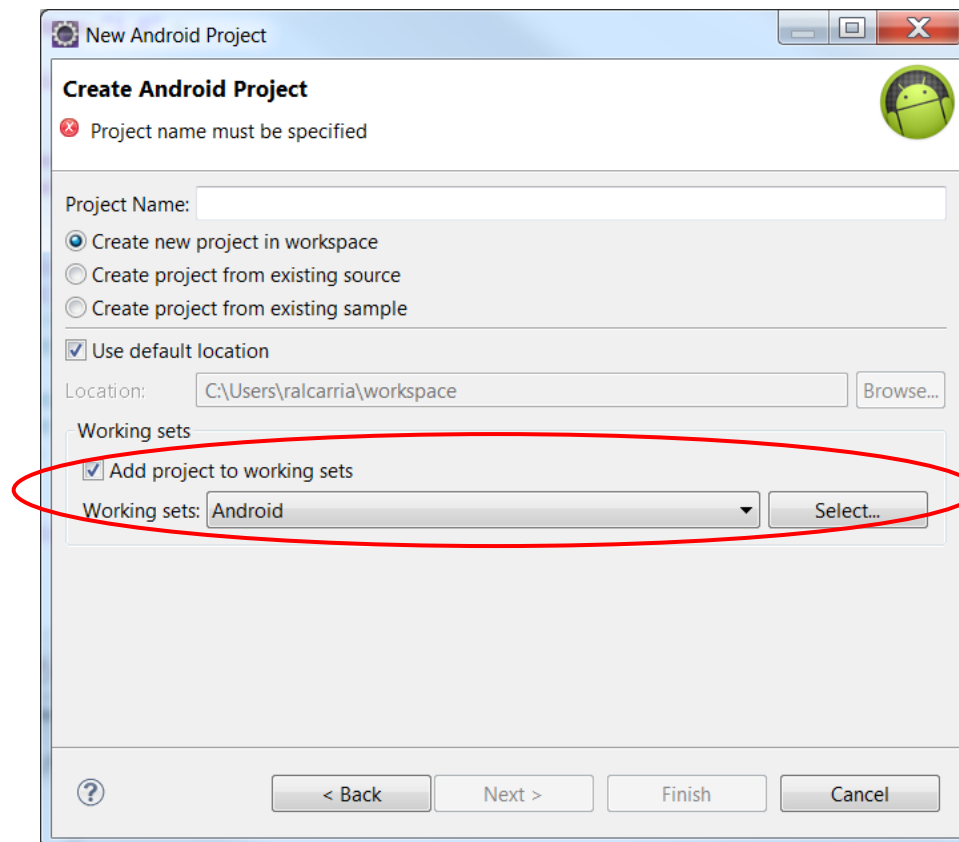 New Android Project
Create Android Project
Project name must be specified
Project Name:
Create new project in workspace
Create project from existing source
Create project from existing sample
Use default location
Location: C:\Users\ralcarria\workspace Browse...
Working sets
Add project to working sets
Working sets: Android Select...
? < Back Next > Finish Cancel